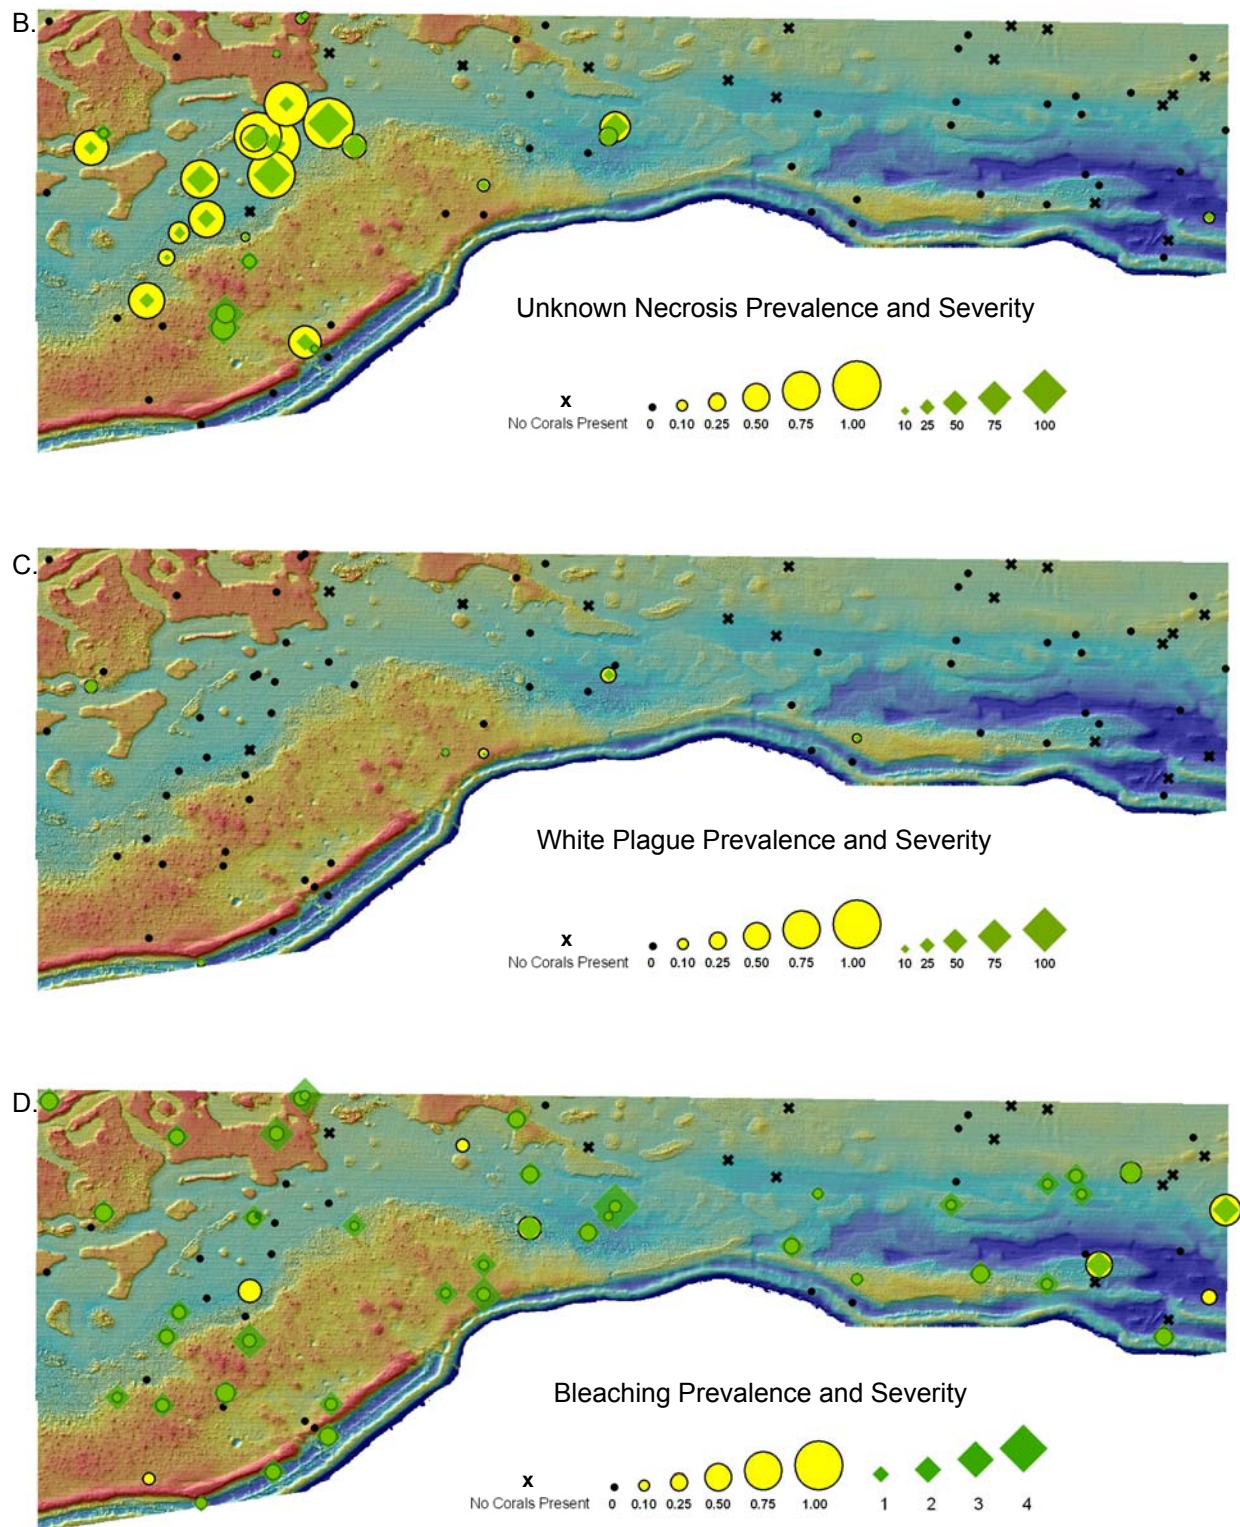 B.
Unknown Necrosis Prevalence and Severity
x
No Corals Present 0 0.10 0.25 0.50 0.75 1.00 10 25 50 75 100
C.
White Plague Prevalence and Severity
x
No Corals Present 0 0.10 0.25 0.50 0.75 1.00 10 25 50 75 100
D.
Bleaching Prevalence and Severity
x
No Corals Present 0 0.10 0.25 0.50 0.75 1.00 1 2 3 4